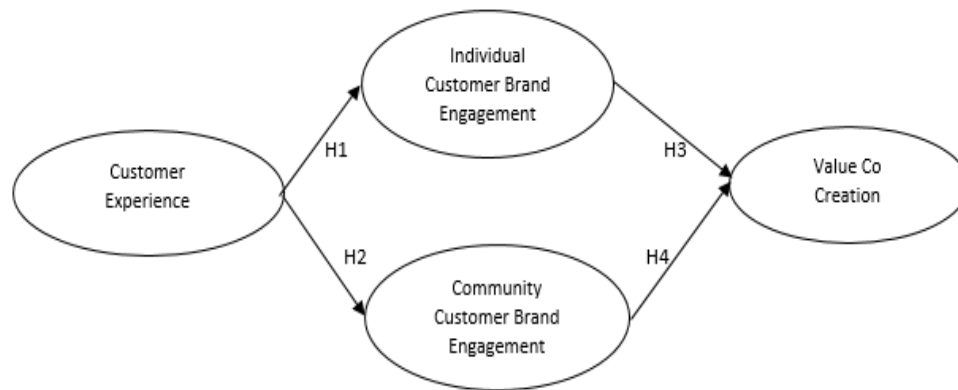 Individual
Customer Brand
Engagement
H1
H3
Customer
Experience
Value Co
Creation
H2
H4
Community
Customer Brand
Engagement